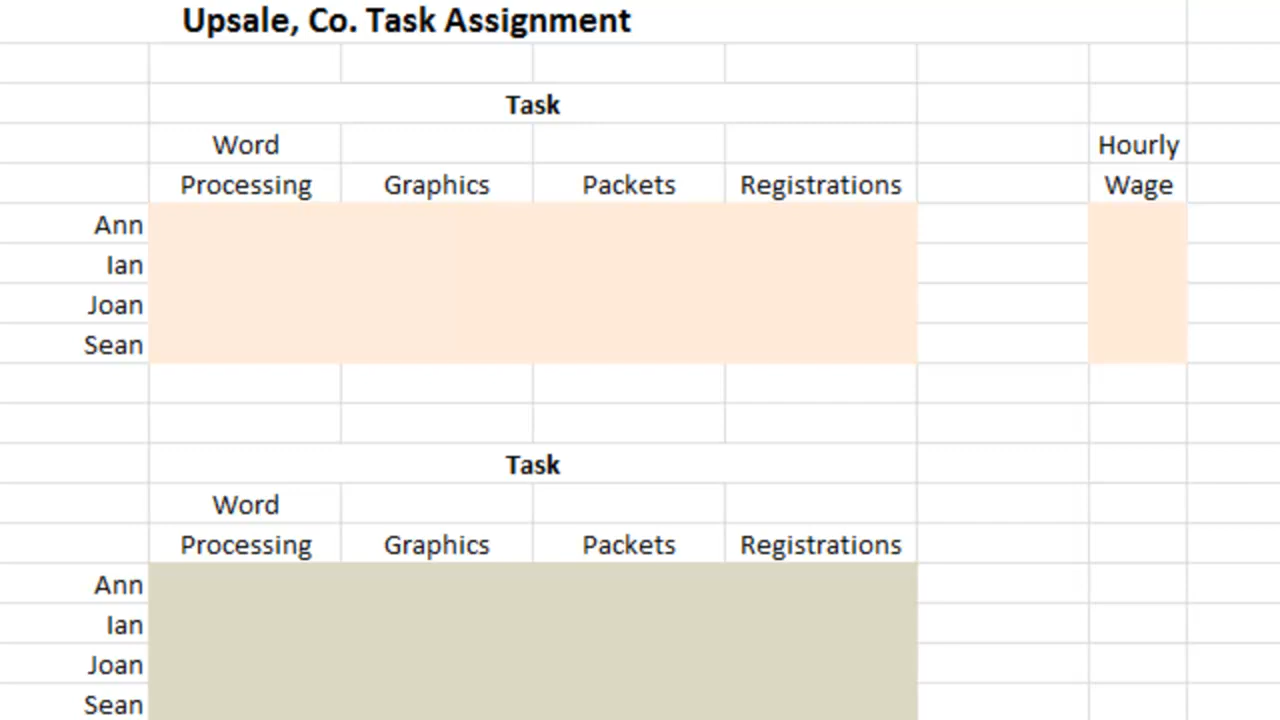 Upsale, Co. Task Assignment
Task
Word Hourly
Processing Graphics Packets Registrations Wage
Ann
Ian
Joan
Sean
Task
Word
Processing Graphics Packets Registrations
Ann
Ian
Joan
Sean